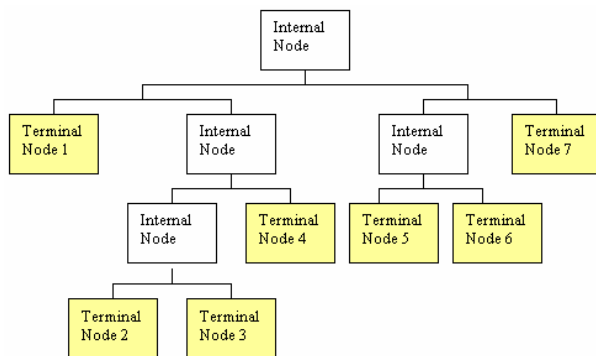 Internal
Node
Terminal
Node 1
Internal
Node
Internal
Node
Terminal
Node 7
Internal
Node
Terminal
Node 4
Terminal
Node 5
Terminal
Node 6
Terminal
Node 2
Terminal
Node 3